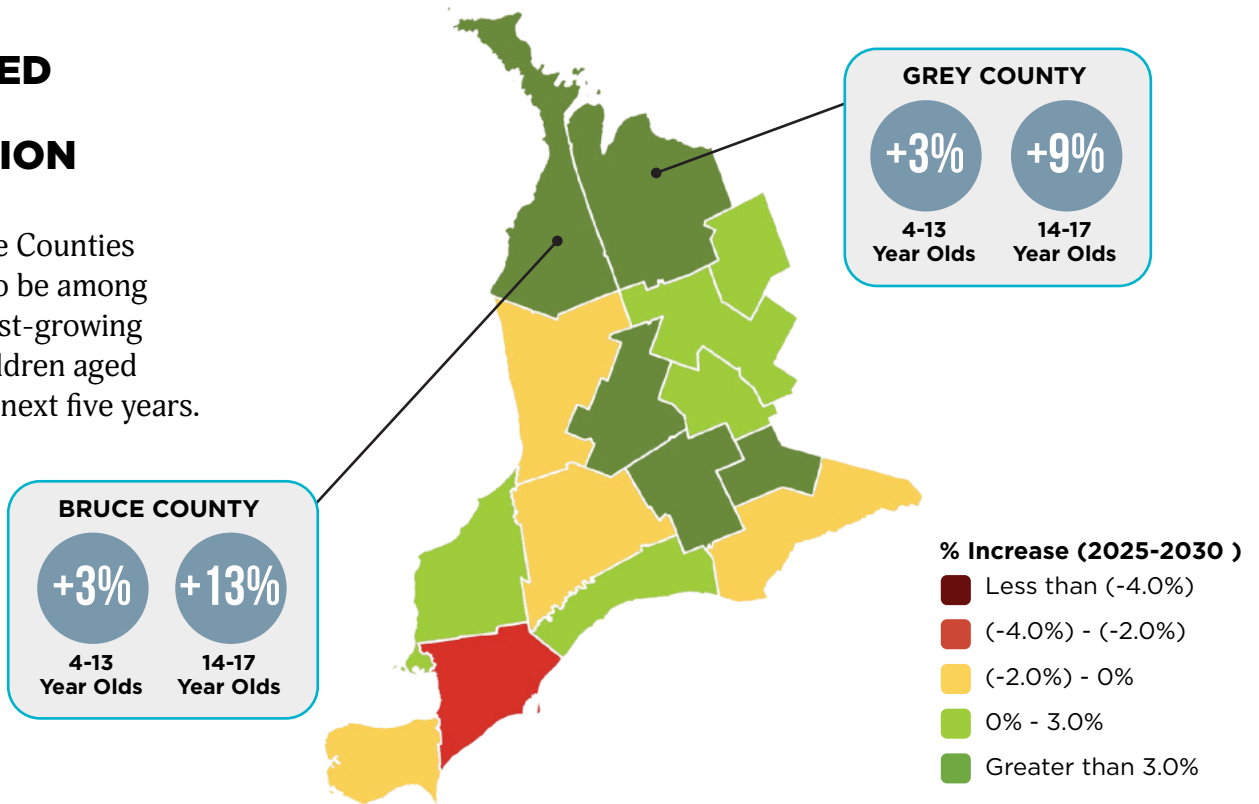 ED
ION
e Counties
o be among
st-growing
ldren aged
next five years.
GREY COUNTY
+3%
+9%
4-13
Year Olds
14-17
Year Olds
BRUCE COUNTY
+3%
+13%
4-13
Year Olds
14-17
Year Olds
% Increase (2025-2030 )
Less than (-4.0%)
(-4.0%) - (-2.0%)
(-2.0%) - 0%
0% - 3.0%
Greater than 3.0%